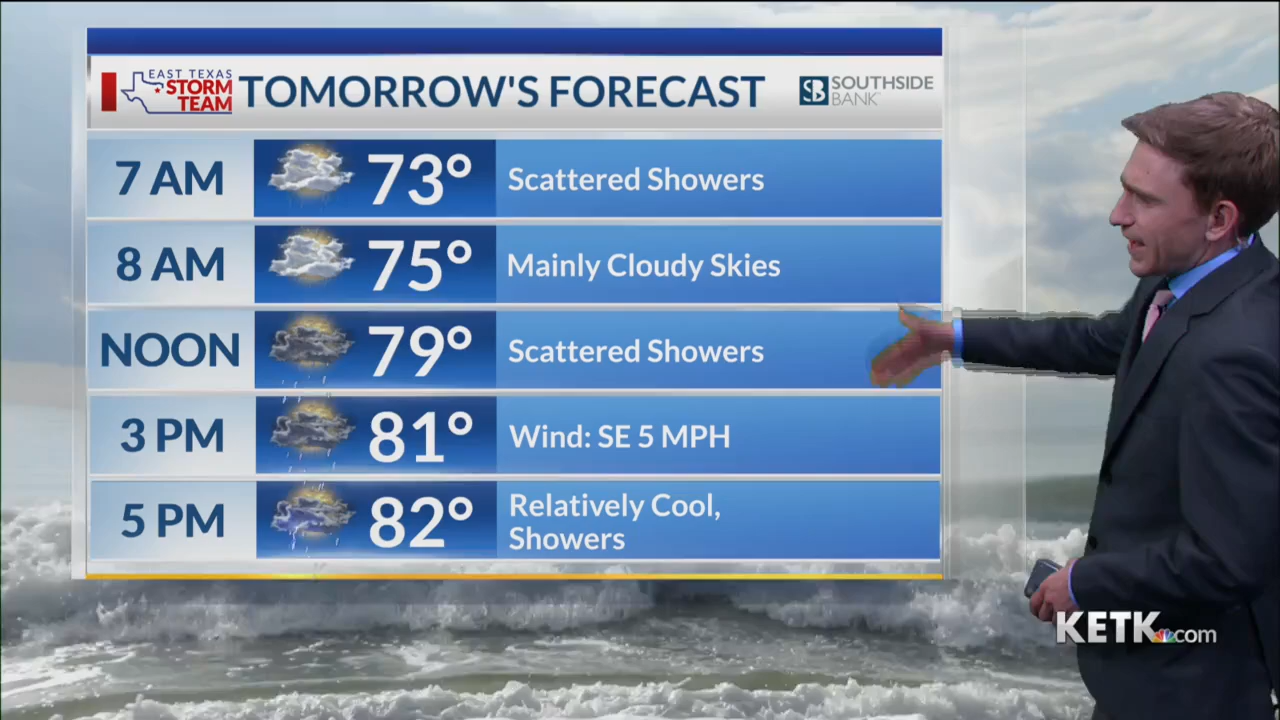 EAST TEXAS
STORM
TEAM
TOMORROW'S FORECAST
SB SOUTHSIDE
BANK
7 AM 73° Scattered Showers
8 AM 75° Mainly Cloudy Skies
NOON 79° Scattered Showers
3 PM 81° Wind: SE 5 MPH
5 PM 82° Relatively Cool,
Showers
KETK.com